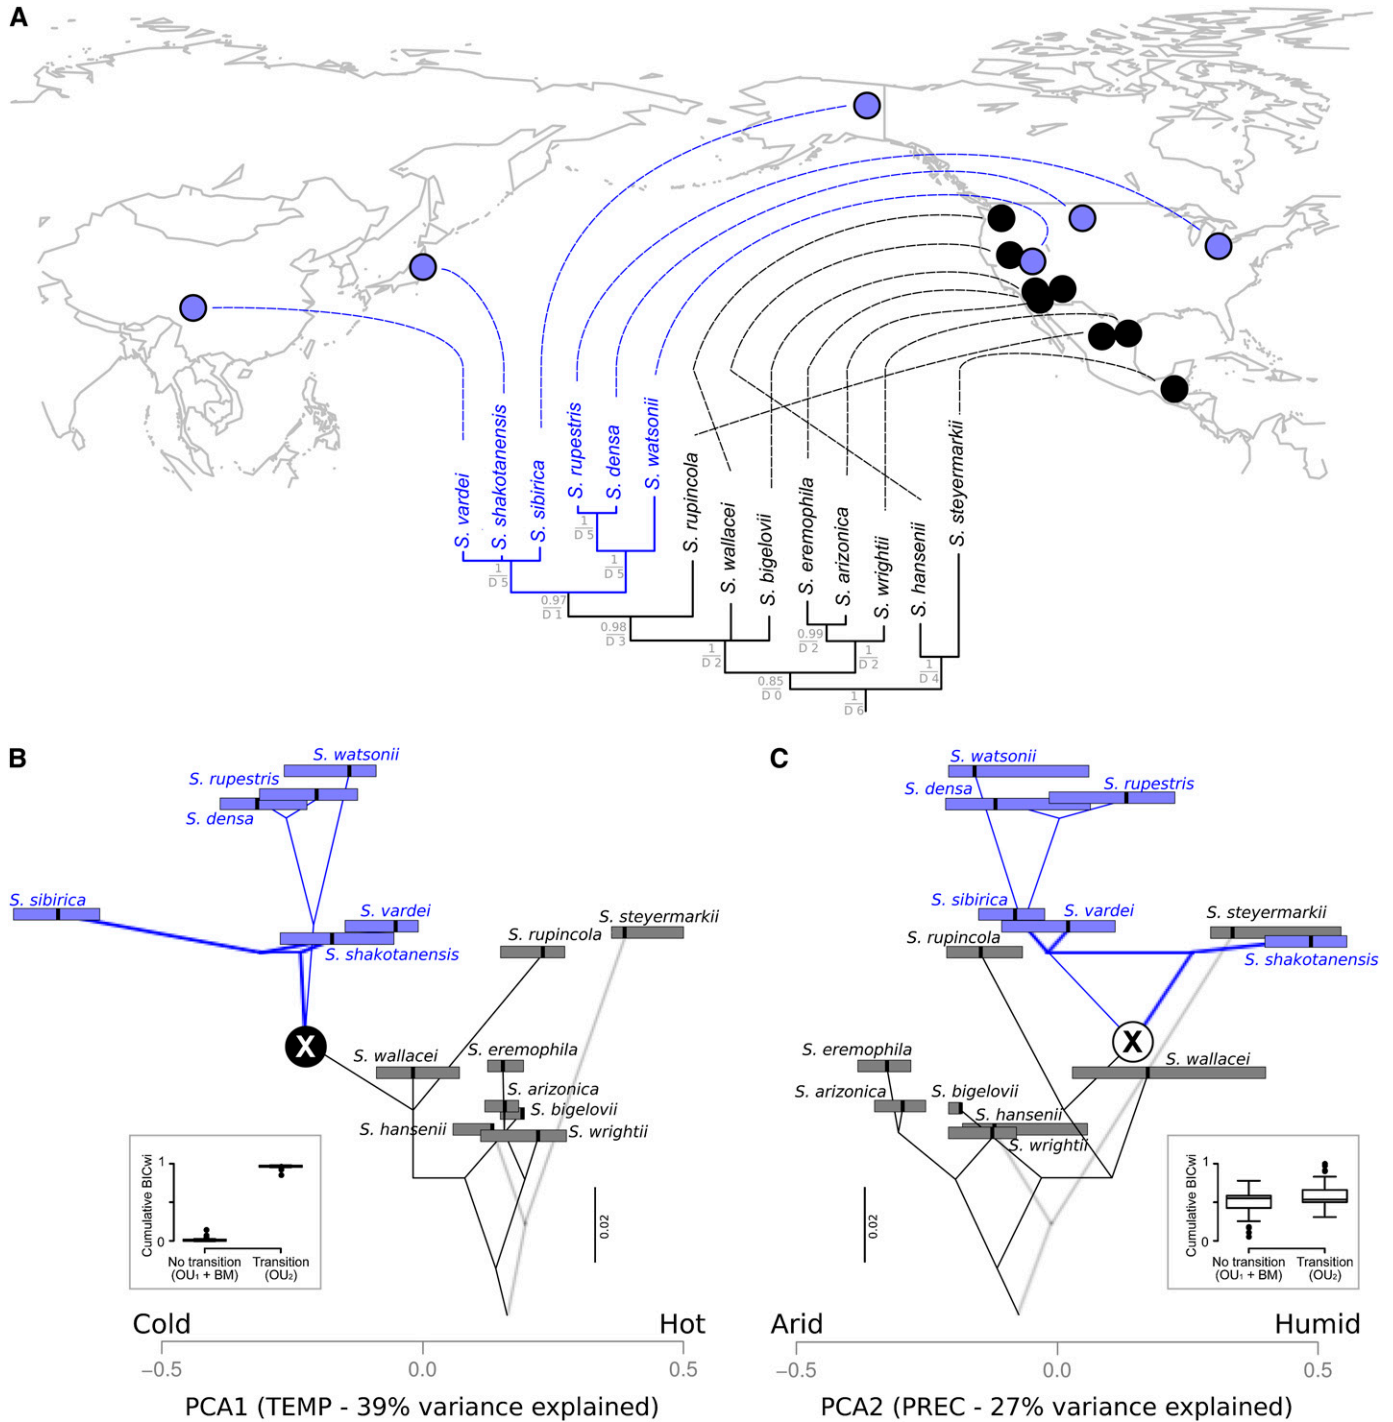 A
S. vardei
S. shakotanensis
S. sibirica
S. rupestris
S. densa
S. watsonii
S. rupincola
S. wallacei
S. bigelovii
S. eremophila
S. arizonica
S. wrightii
S. hansenii
S. steyermarkii
1
D 5
1
D 5
1
D 5
0.97
D 1
0.98
D 3
1
D 2
0.99
D 2
1
D 2
0.85
D 0
1
D 4
1
D 6
B
S. watsonii
S. rupestris
S. densa
S. sibirica
S. vardei
S. shakotanensis
S. steyermarkii
S. rupincola
X
S. wallacei
S. eremophila
S. arizonica
S. bigelovii
S. hansenii
S. wrightii
Cumulative BICwi
1
0
No transition
(OU1 + BM)
Transition
(OU2)
0.02
Cold
Hot
−0.5
0.0
0.5
PCA1 (TEMP - 39% variance explained)
C
S. watsonii
S. densa
S. rupestris
S. sibirica
S. vardei
S. steyermarkii
S. rupincola
S. shakotanensis
X
S. eremophila
S. wallacei
S. arizonica
S. bigelovii
S. hansenii
S. wrightii
0.02
Cumulative BICwi
1
0
No transition
(OU1 + BM)
Transition
(OU2)
Arid
Humid
−0.5
0.0
0.5
PCA2 (PREC - 27% variance explained)